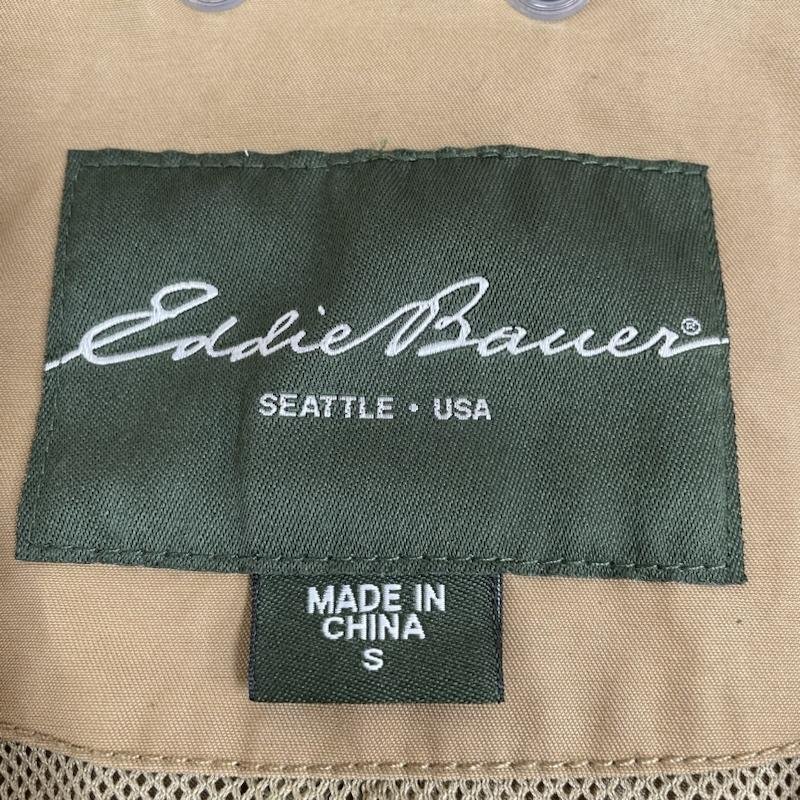 Eddie Bauer®
SEATTLE • USA
MADE IN
CHINA
S